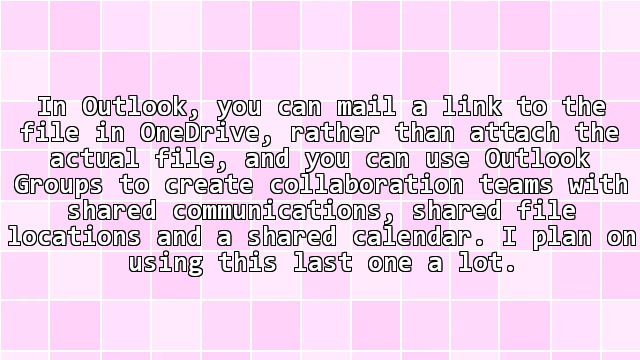 In Outlook, you can mail a link to the
file in OneDrive, rather than attach the
actual file, and you can use Outlook
Groups to create collaboration teams with
shared communications, shared file
locations and a shared calendar. I plan on
using this last one a lot.